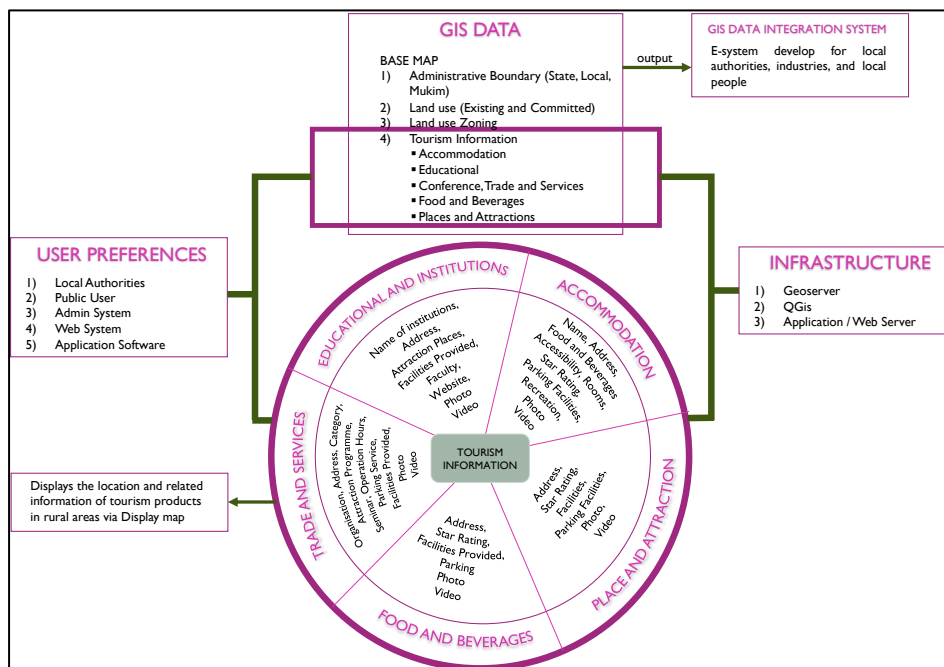 GIS DATA
BASE MAP
1) Administrative Boundary (State, Local,
Mukim)
2) Land use (Existing and Committed)
3) Land use Zoning
4) Tourism Information
▪ Accommodation
▪ Educational
▪ Conference, Trade and Services
▪ Food and Beverages
▪ Places and Attractions
output
GIS DATA INTEGRATION SYSTEM
E-system develop for local
authorities, industries, and local
people
USER PREFERENCES
1) Local Authorities
2) Public User
3) Admin System
4) Web System
5) Application Software
INFRASTRUCTURE
1) Geoserver
2) QGis
3) Application / Web Server
EDUCATIONAL AND INSTITUTIONS
Name of institutions,
Address,
Attraction Places,
Facilities Provided,
Faculty,
Website,
Photo
Video
ACCOMMODATION
Name, Address,
Food and Beverages
Accessibility, Rooms,
Star Rating,
Parking Facilities,
Recreation,
Photo
Video
TRADE AND SERVICES
Organisation, Address, Category,
Attraction Programme,
Seminar, Operation Hours,
Parking Service,
Facilities Provided,
Photo
Video
TOURISM
INFORMATION
PLACE AND ATTRACTION
Address,
Star Rating,
Facilities,
Parking Facilities,
Photo,
Video
FOOD AND BEVERAGES
Address,
Star Rating,
Facilities Provided,
Parking
Photo
Video
Displays the location and related
information of tourism products
in rural areas via Display map